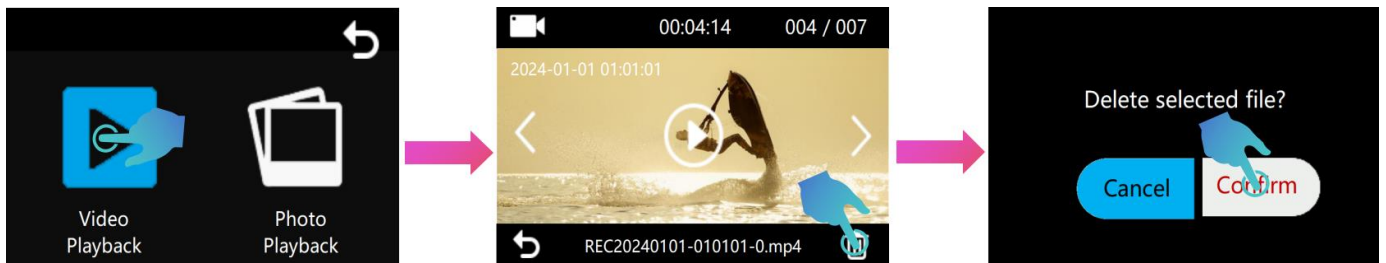 Video
Playback
Photo
Playback
00:04:14 004 / 007
2024-01-01 01:01:01
REC20240101-010101-0.mp4
Delete selected file?
Cancel Confirm